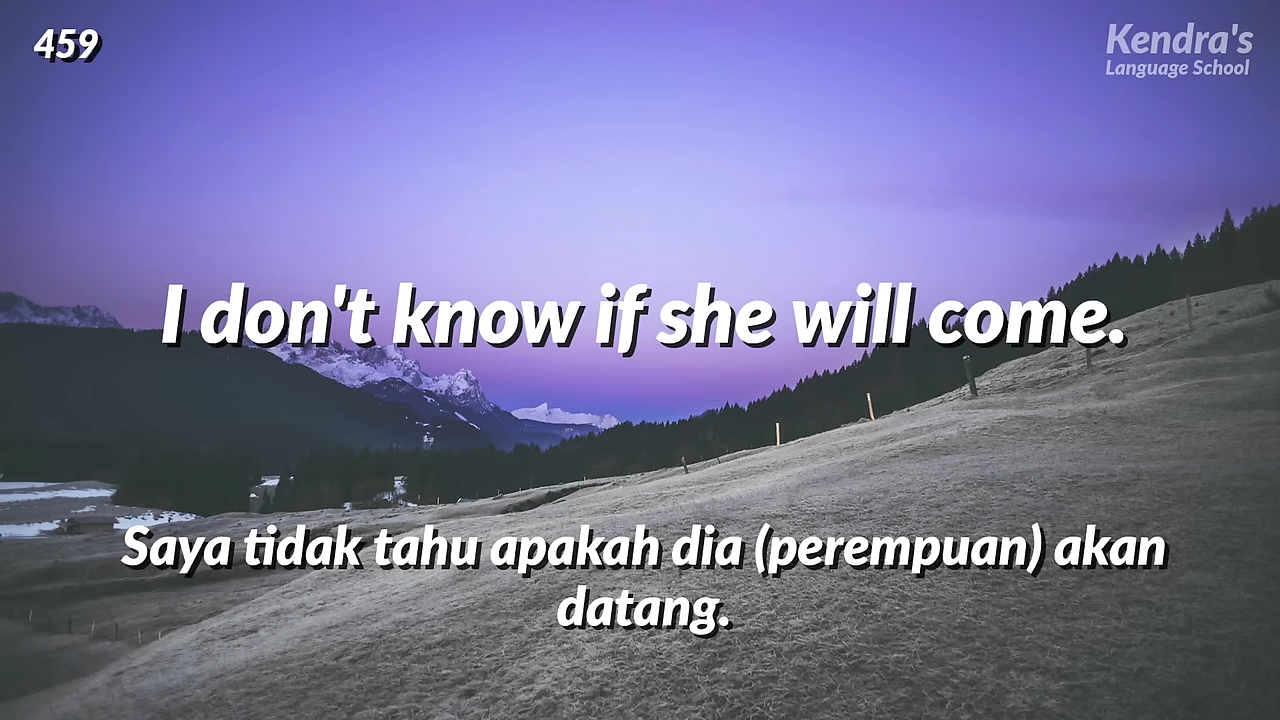 459
Kendra's
Language School
I don't know if she will come.
Saya tidak tahu apakah dia (perempuan) akan
datang.